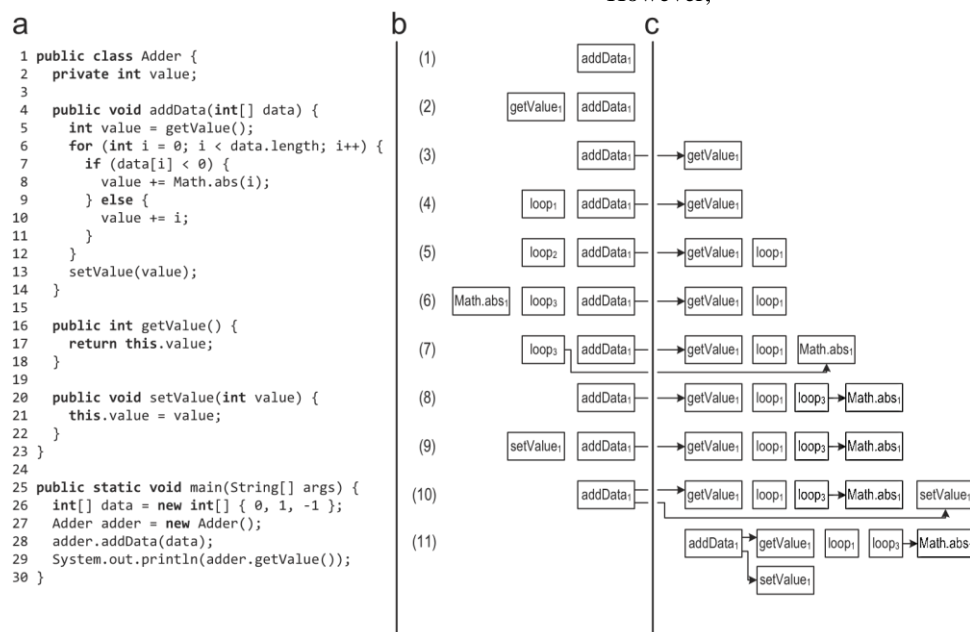 However,
a
b
c
1 public class Adder {
2   private int value;
3
4   public void addData(int[] data) {
5     int value = getValue();
6     for (int i = 0; i < data.length; i++) {
7       if (data[i] < 0) {
8         value += Math.abs(i);
9       } else {
10         value += i;
11       }
12     }
13     setValue(value);
14   }
15
16   public int getValue() {
17     return this.value;
18   }
19
20   public void setValue(int value) {
21     this.value = value;
22   }
23 }
24
25 public static void main(String[] args) {
26   int[] data = new int[] { 0, 1, -1 };
27   Adder adder = new Adder();
28   adder.addData(data);
29   System.out.println(adder.getValue());
30 }
(1) addData₁
(2) getValue₁ addData₁
(3) addData₁ getValue₁
(4) loop₁ addData₁ getValue₁
(5) loop₂ addData₁ getValue₁ loop₁
(6) Math.abs₁ loop₃ addData₁ getValue₁ loop₁
(7) loop₃ addData₁ getValue₁ loop₁ Math.abs₁
(8) addData₁ getValue₁ loop₁ loop₃ Math.abs₁
(9) setValue₁ addData₁ getValue₁ loop₁ loop₃ Math.abs₁
(10) addData₁ getValue₁ loop₁ loop₃ Math.abs₁ setValue₁
(11) addData₁ getValue₁ loop₁ loop₃ Math.abs₁
setValue₁